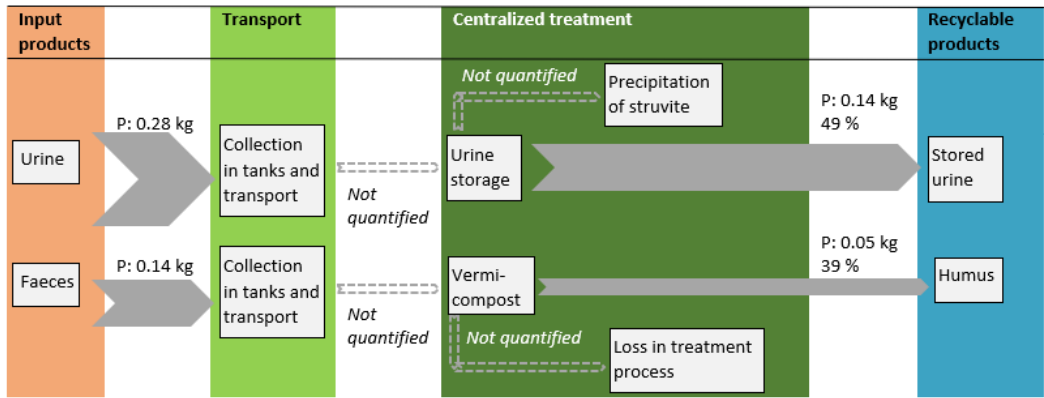 Input
products
Transport
Centralized treatment
Recyclable
products
Not quantified
Precipitation
of struvite
P: 0.28 kg
P: 0.14 kg
49 %
Urine
Collection
in tanks and
transport
Not
quantified
Urine
storage
Stored
urine
P: 0.14 kg
P: 0.05 kg
39 %
Faeces
Collection
in tanks and
transport
Not
quantified
Vermi-
compost
Humus
Not quantified
Loss in treatment
process